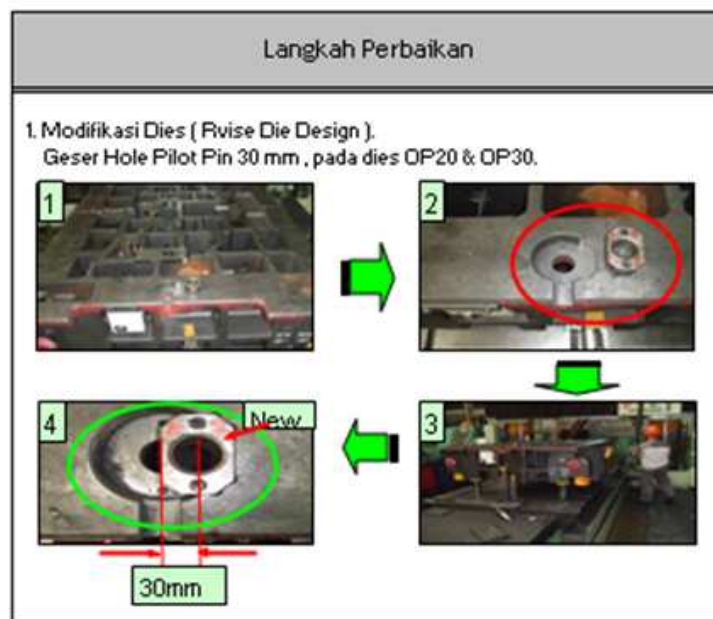 Langkah Perbaikan
1. Modifikasi Dies ( Rvise Die Design ).
Geser Hole Pilot Pin 30 mm , pada dies OP20 & OP30.
1
2
4
New
3
30mm